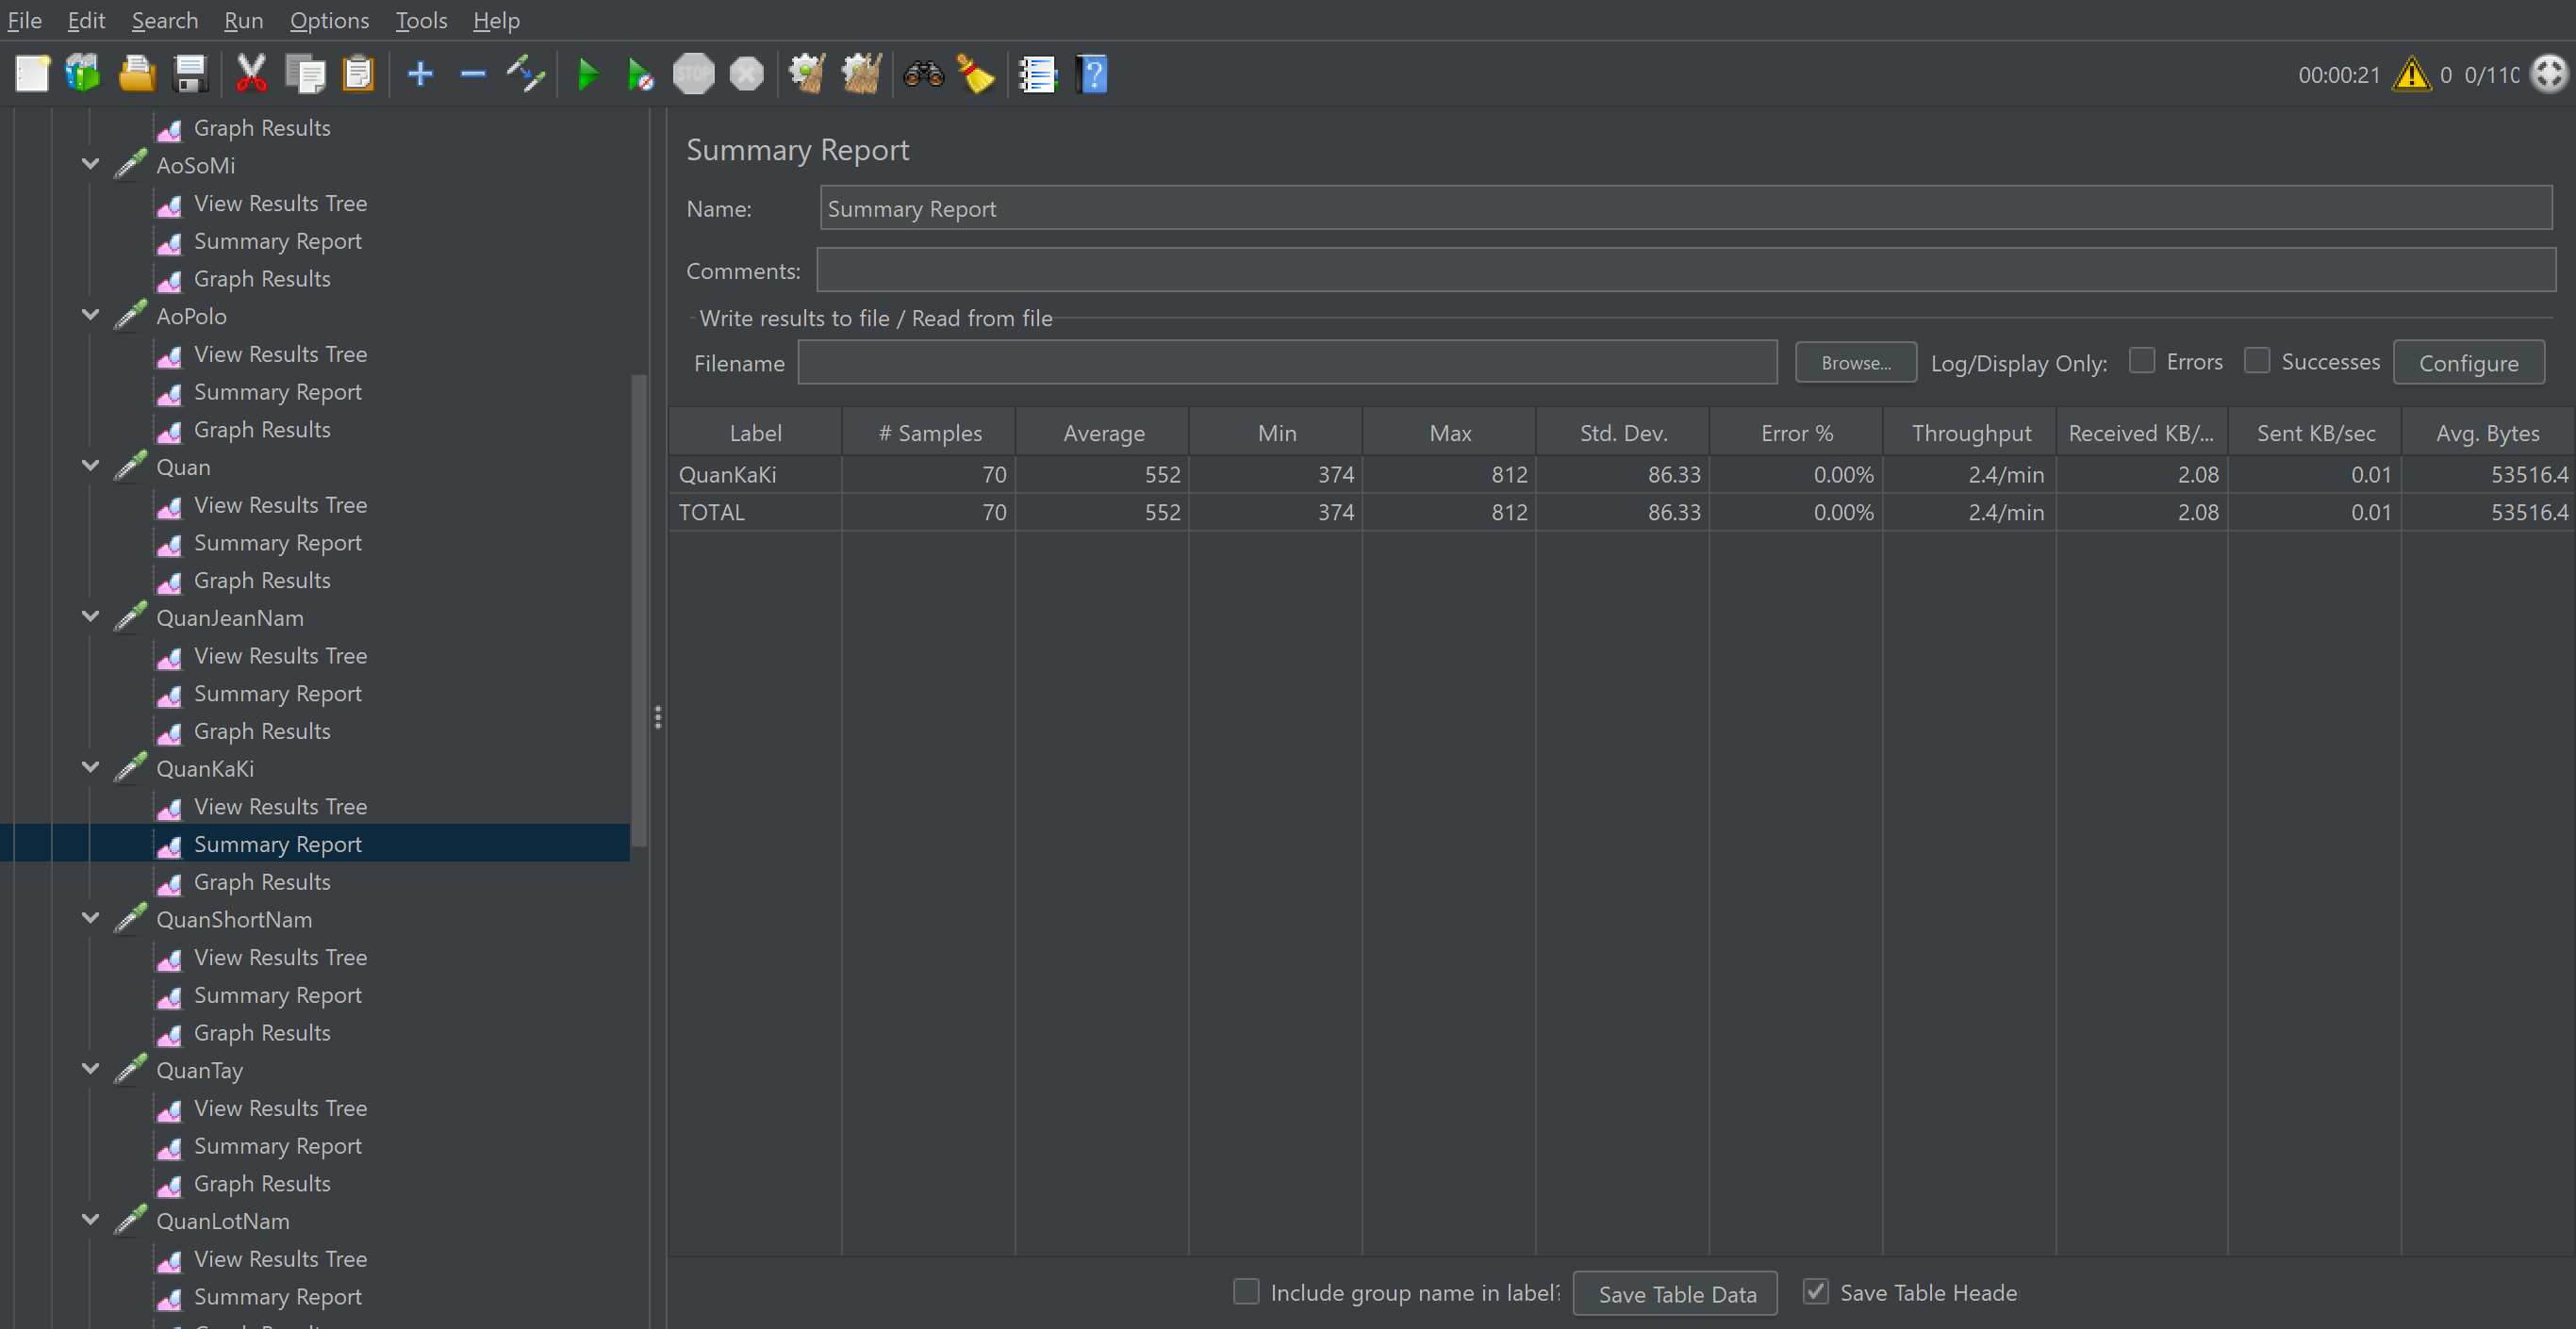 File Edit Search Run Options Tools Help
STOP
00:00:21 0 0/110
Graph Results
AoSoMi
View Results Tree
Summary Report
Graph Results
AoPolo
View Results Tree
Summary Report
Graph Results
Quan
View Results Tree
Summary Report
Graph Results
QuanJeanNam
View Results Tree
Summary Report
Graph Results
QuanKaKi
View Results Tree
Summary Report
Graph Results
QuanShortNam
View Results Tree
Summary Report
Graph Results
QuanTay
View Results Tree
Summary Report
Graph Results
QuanLotNam
View Results Tree
Summary Report
Summary Report
Name: Summary Report
Comments:
Write results to file / Read from file
Filename Browse... Log/Display Only: Errors Successes Configure
Label # Samples Average Min Max Std. Dev. Error % Throughput Received KB/... Sent KB/sec Avg. Bytes
QuanKaKi 70 552 374 812 86.33 0.00% 2.4/min 2.08 0.01 53516.4
TOTAL 70 552 374 812 86.33 0.00% 2.4/min 2.08 0.01 53516.4
Include group name in label? Save Table Data Save Table Heade